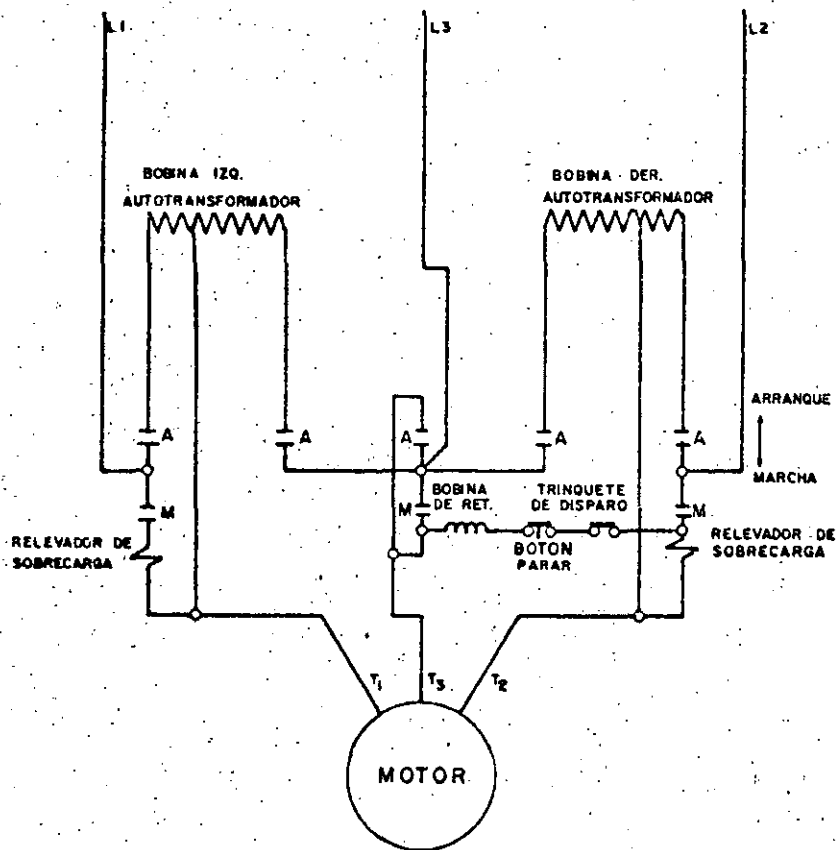 L1
L3
L2
BOBINA IZQ.
AUTOTRANSFORMADOR
BOBINA DER.
AUTOTRANSFORMADOR
ARRANQUE
A
A
A
A
A
MARCHA
BOBINA
DE RET.
TRINQUETE
DE DISPARO
M
M
M
RELEVADOR DE
SOBRECARGA
BOTON
PARAR
RELEVADOR DE
SOBRECARGA
T1
T3
T2
MOTOR